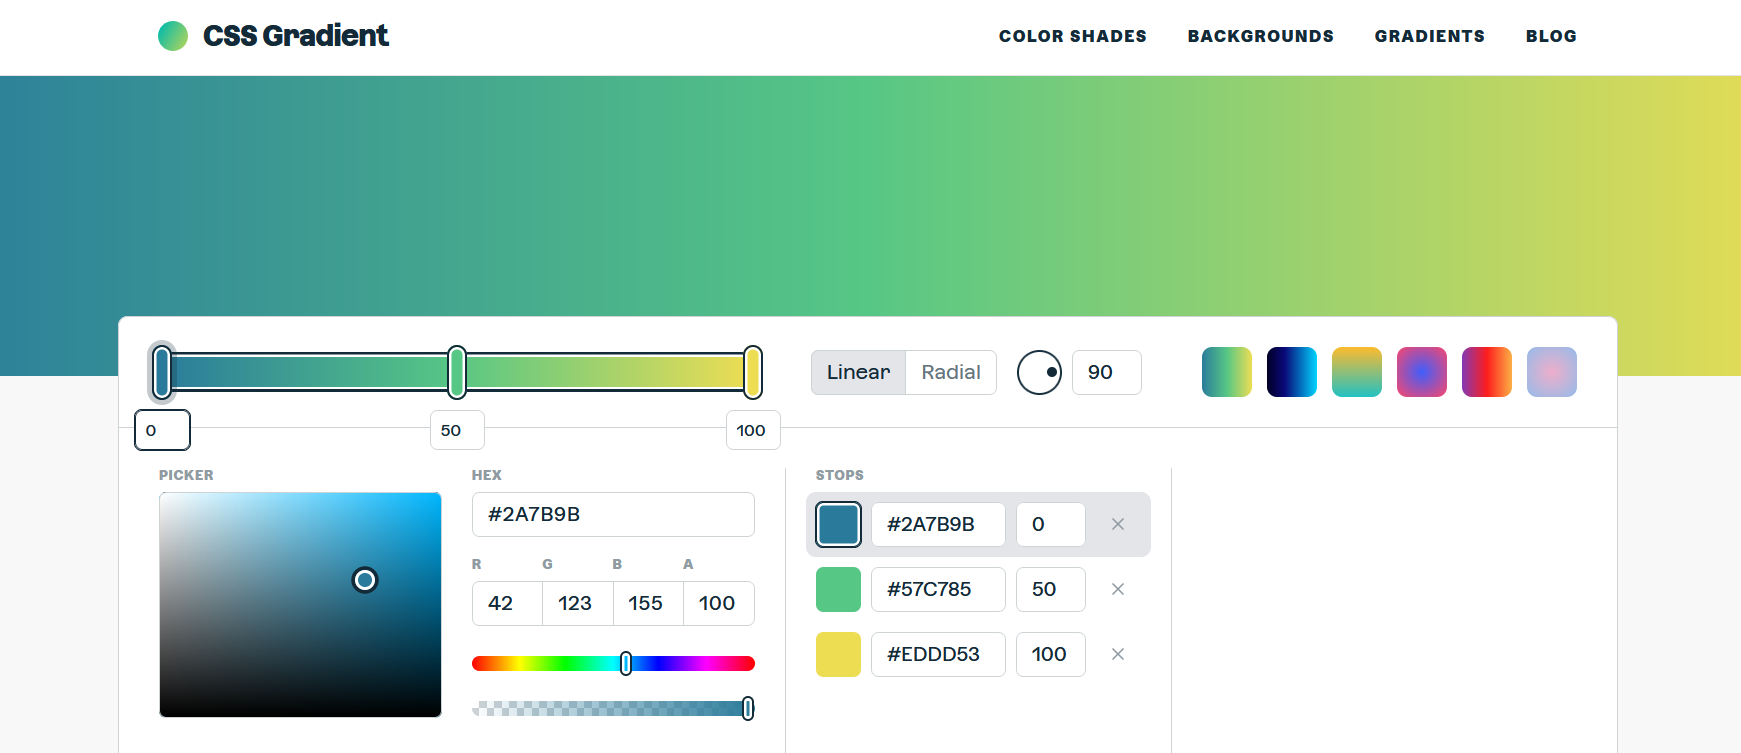 CSS Gradient
COLOR SHADES BACKGROUNDS GRADIENTS BLOG
Linear Radial 90
0 50 100
PICKER HEX STOPS
#2A7B9B
#2A7B9B 0
R G B A
#57C785 50
42 123 155 100
#EDDD53 100